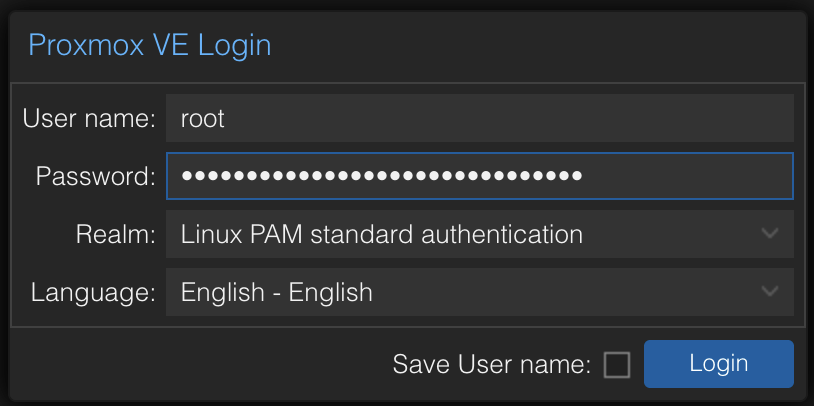 Proxmox VE Login
User name: root
Password: •••••••••••••••••••••••••••••••
Realm: Linux PAM standard authentication
Language: English - English
Save User name: Login